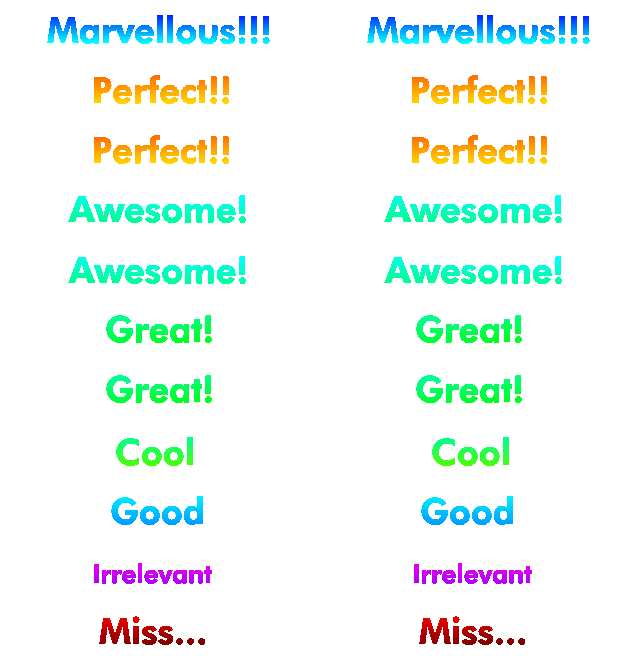 Marvellous!!! Marvellous!!!
Perfect!! Perfect!!
Perfect!! Perfect!!
Awesome! Awesome!
Awesome! Awesome!
Great! Great!
Great! Great!
Cool Cool
Good Good
Irrelevant Irrelevant
Miss... Miss...